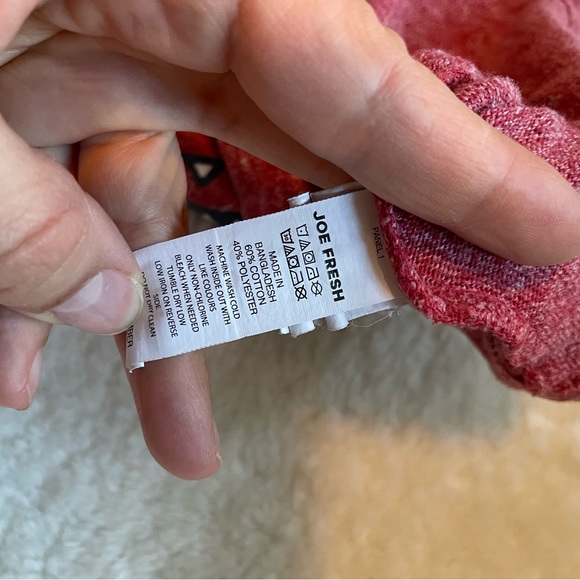 PANEL 1
JOE FRESH
MADE IN
BANGLADESH
60% COTTON
40% POLYESTER
MACHINE WASH COLD
WASH INSIDE OUT WITH
LIKE COLOURS
ONLY NON-CHLORINE
BLEACH WHEN NEEDED
TUMBLE DRY LOW
LOW IRON ON REVERSE
SIDE
NOT DRY CLEAN